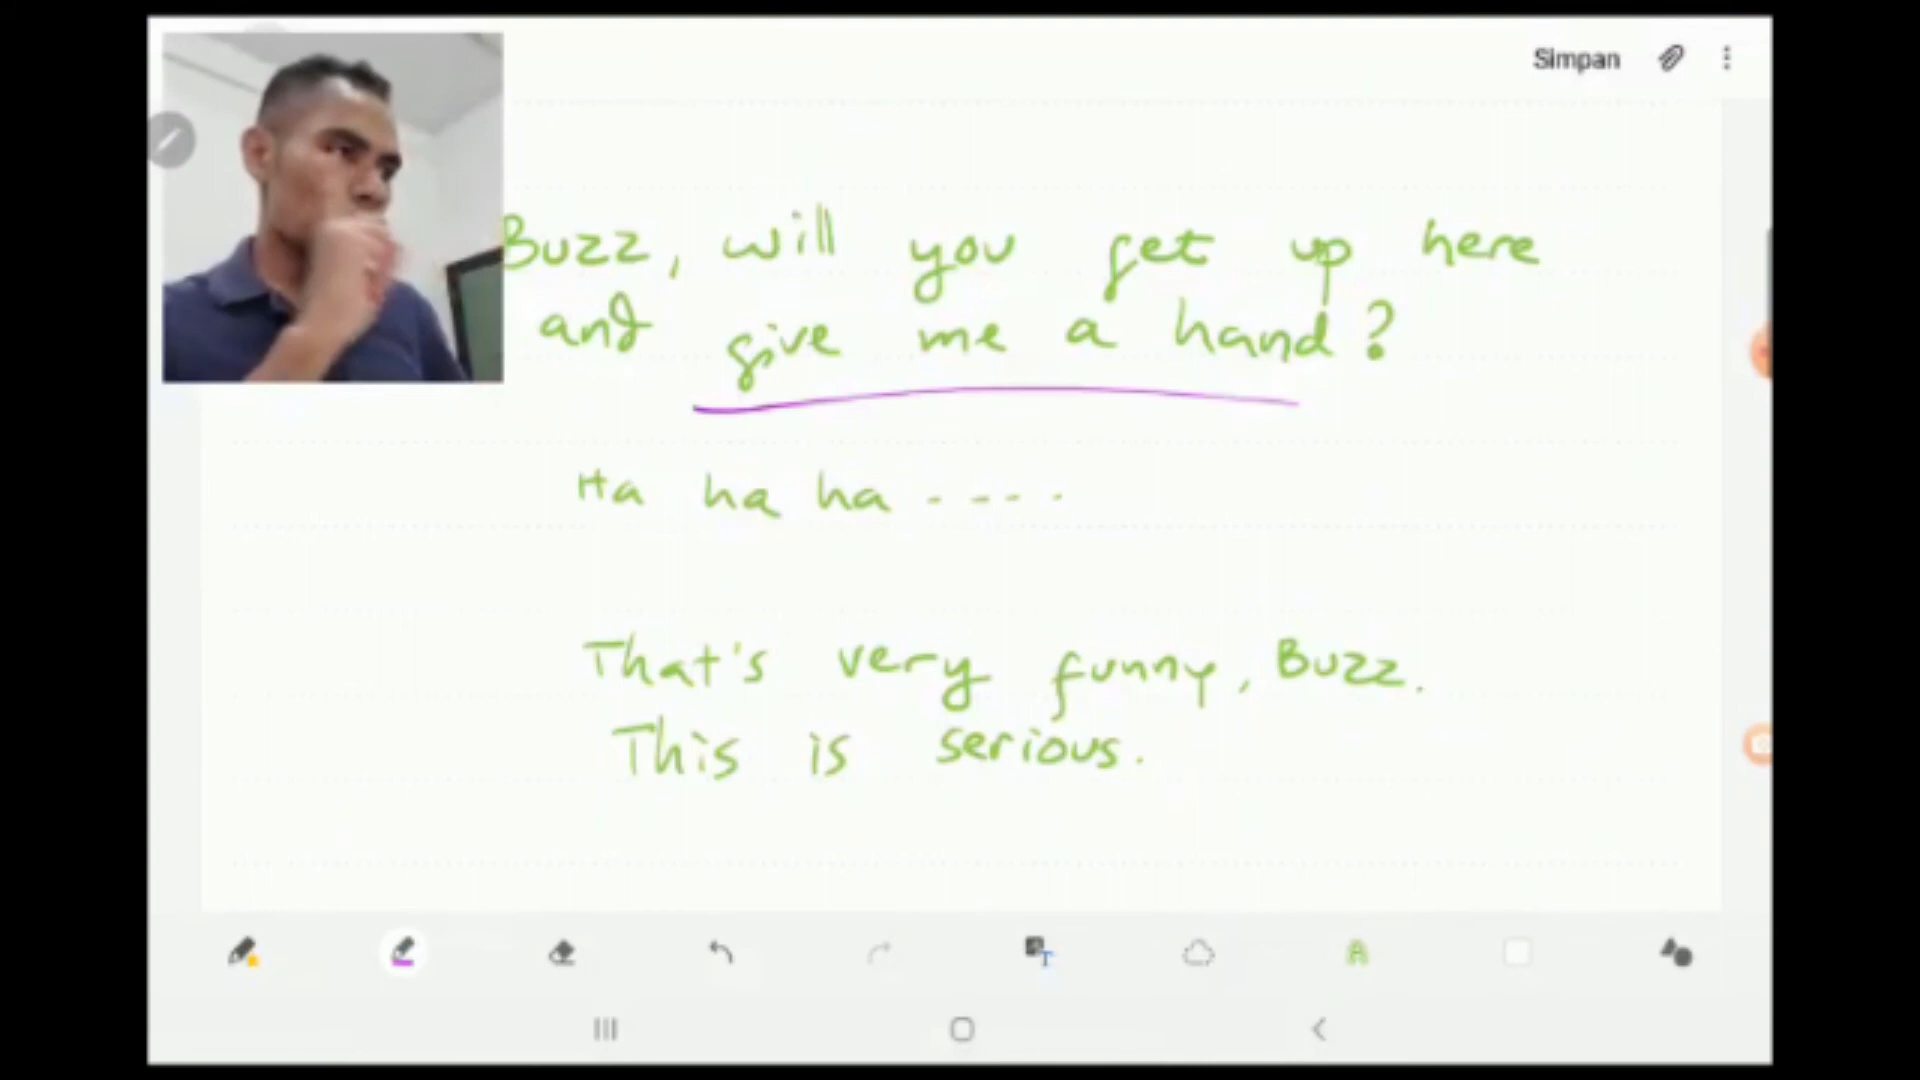 Simpan
Buzz, will you get up here
and give me a hand?
Ha ha ha -----
That's very funny, Buzz.
This is serious.